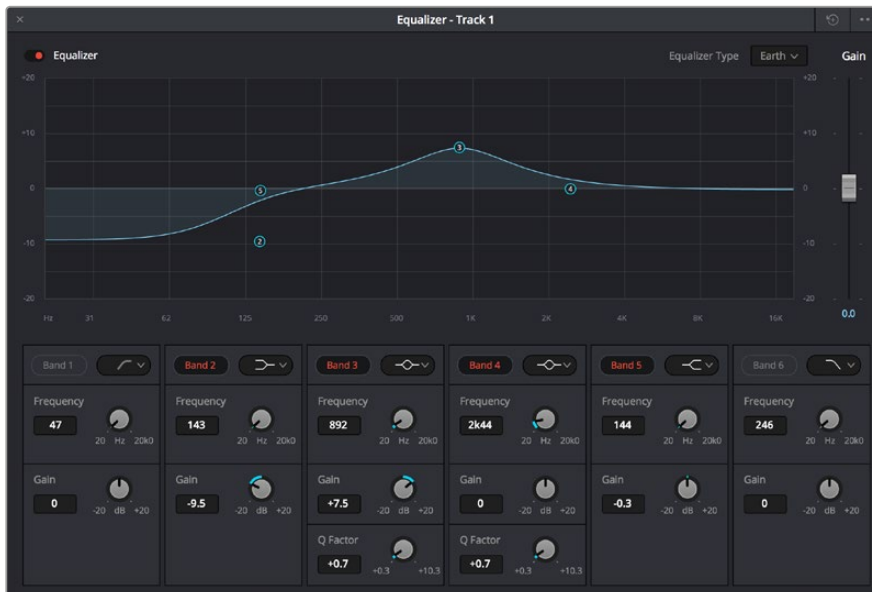 Equalizer - Track 1
Equalizer
Equalizer Type
Earth
Gain
+20
+20
+10
+10
0
0
-10
-10
-20
-20
5
2
3
4
Hz 31 62 125 250 500 1K 2K 4K 8K 16K
0.0
Band 1
Band 2
Band 3
Band 4
Band 5
Band 6
Frequency Frequency Frequency Frequency Frequency Frequency
47 143 892 2k44 144 246
20 Hz 20k0 20 Hz 20k0 20 Hz 20k0 20 Hz 20k0 20 Hz 20k0 20 Hz 20k0
Gain Gain Gain Gain Gain Gain
0 -9.5 +7.5 0 -0.3 0
-20 dB +20 -20 dB +20 -20 dB +20 -20 dB +20 -20 dB +20 -20 dB +20
Q Factor Q Factor
+0.7 +0.7
+0.3 +10.3 +0.3 +10.3